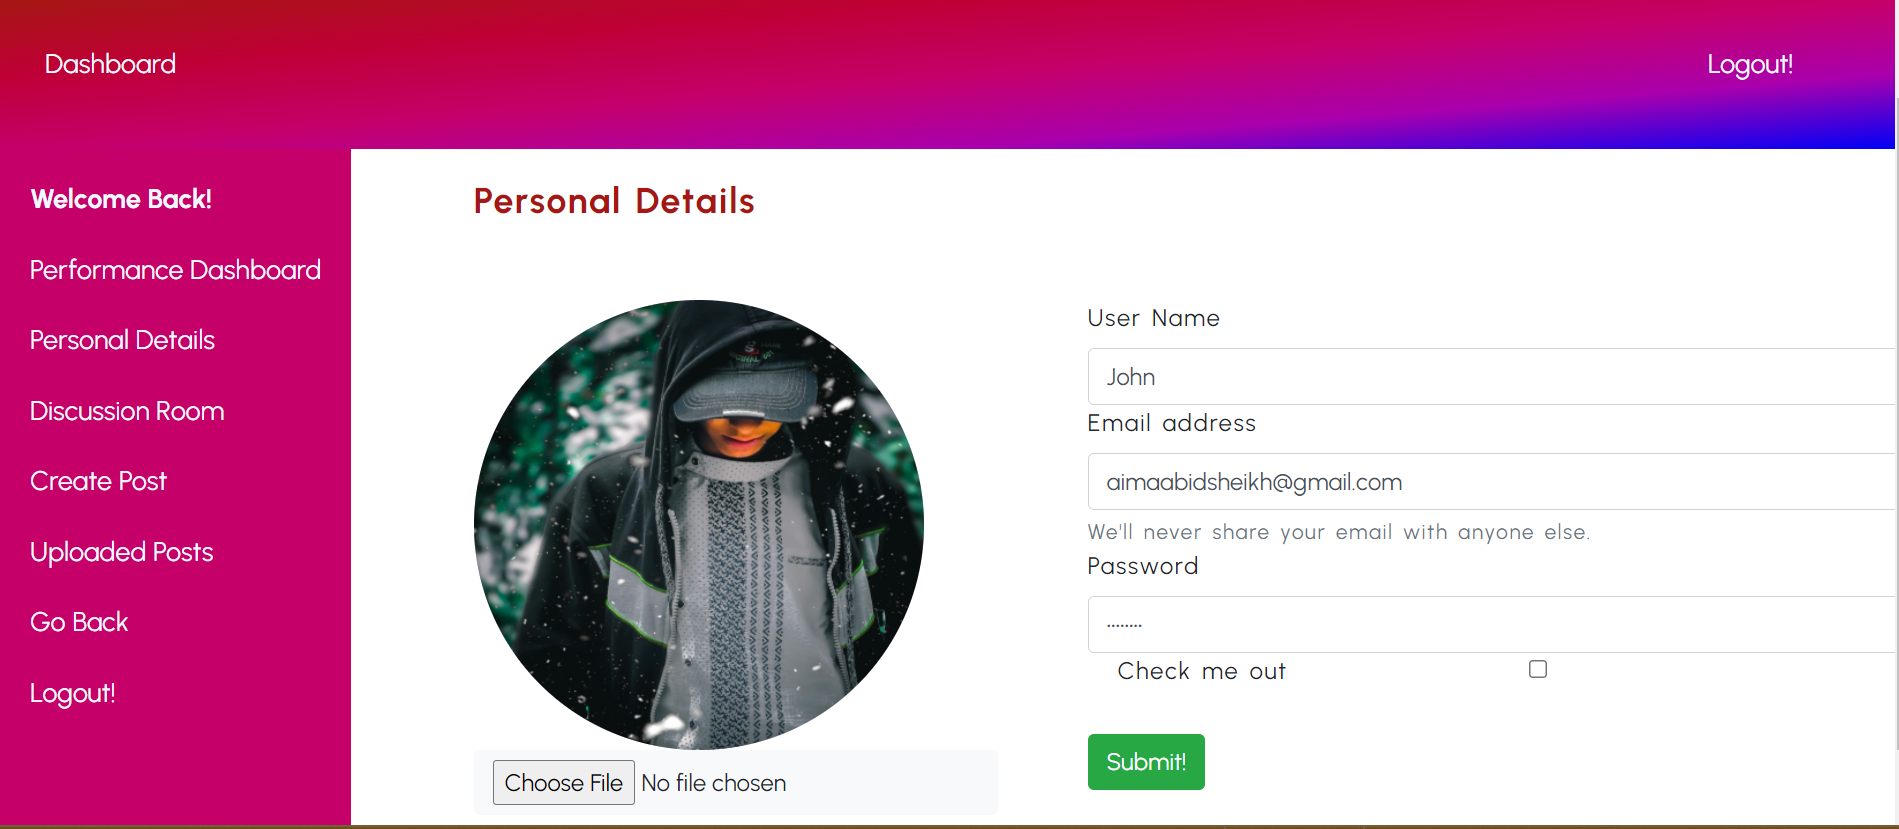 Dashboard
Logout!
Welcome Back!
Performance Dashboard
Personal Details
Discussion Room
Create Post
Uploaded Posts
Go Back
Logout!
Personal Details
Choose File No file chosen
User Name
John
Email address
aimaabidsheikh@gmail.com
We'll never share your email with anyone else.
Password
········
Check me out
Submit!